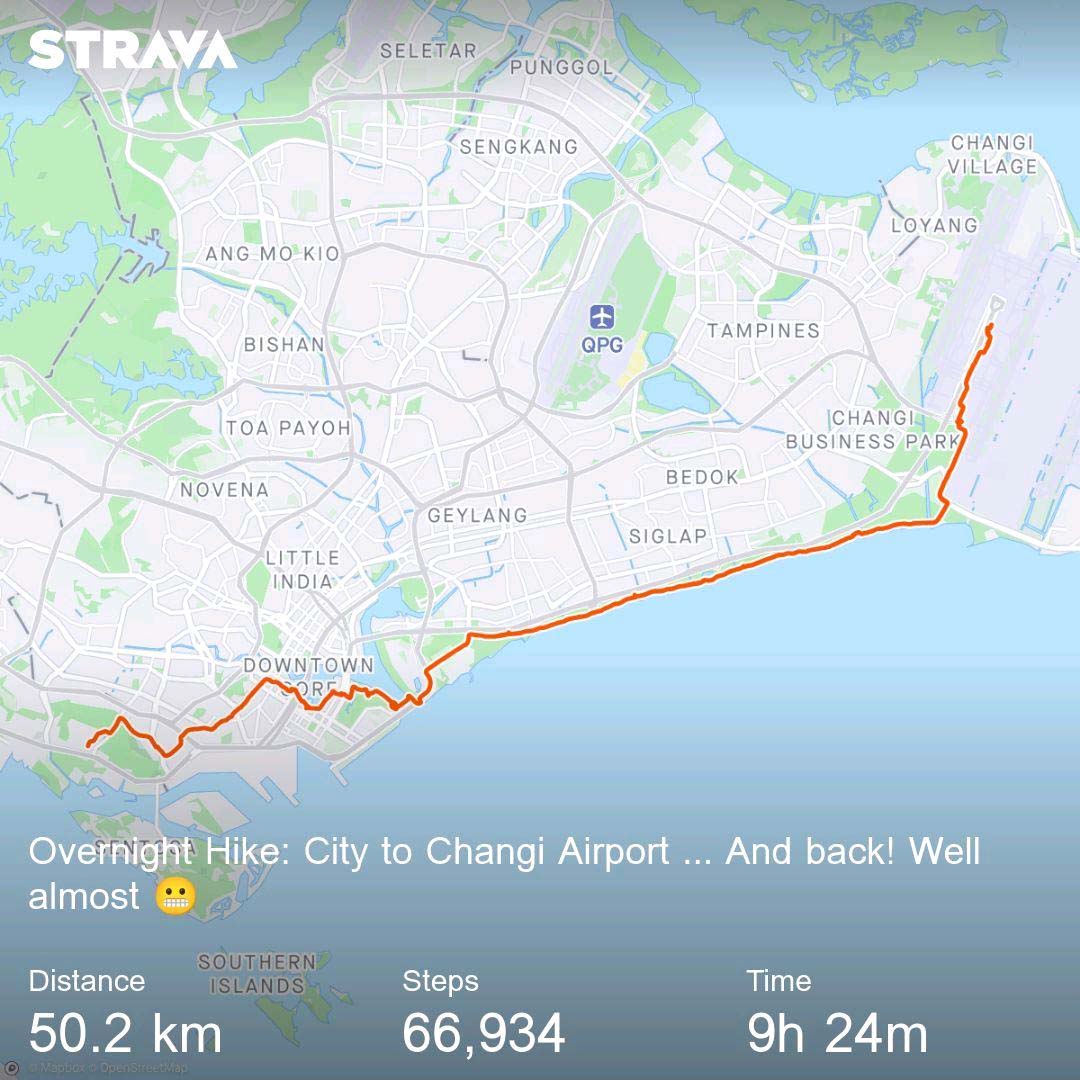 STRAVA
SELETAR
PUNGGOL
SENGKANG
CHANGI
VILLAGE
LOYANG
ANG MO KIO
QPG
TAMPINES
BISHAN
CHANGI
BUSINESS PARK
TOA PAYOH
BEDOK
NOVENA
GEYLANG
SIGLAP
LITTLE
INDIA
DOWNTOWN
CORE
SENTOSA
Overnight Hike: City to Changi Airport ... And back! Well
almost 😬
SOUTHERN
ISLANDS
Distance
Steps
Time
50.2 km
66,934
9h 24m
© Mapbox © OpenStreetMap